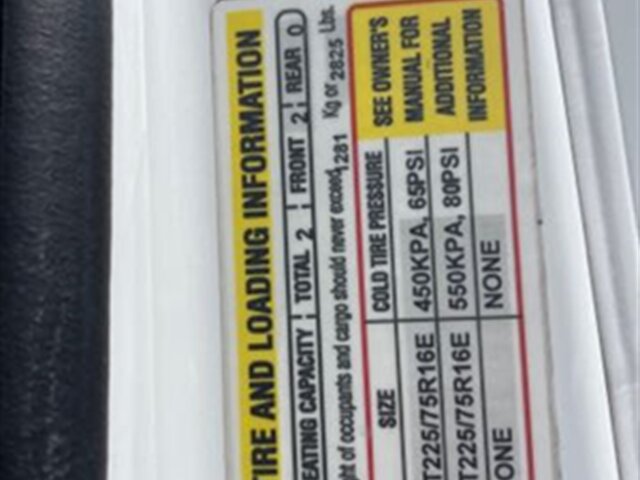 TIRE AND LOADING INFORMATION
EATING CAPACITY TOTAL 2 FRONT 2 REAR 0
ght of occupants and cargo should never exceed 1281 Kg or 2825 Lbs.
SIZE COLD TIRE PRESSURE
T225/75R16E 450KPA, 65PSI
T225/75R16E 550KPA, 80PSI
ONE NONE
SEE OWNER'S
MANUAL FOR
ADDITIONAL
INFORMATION